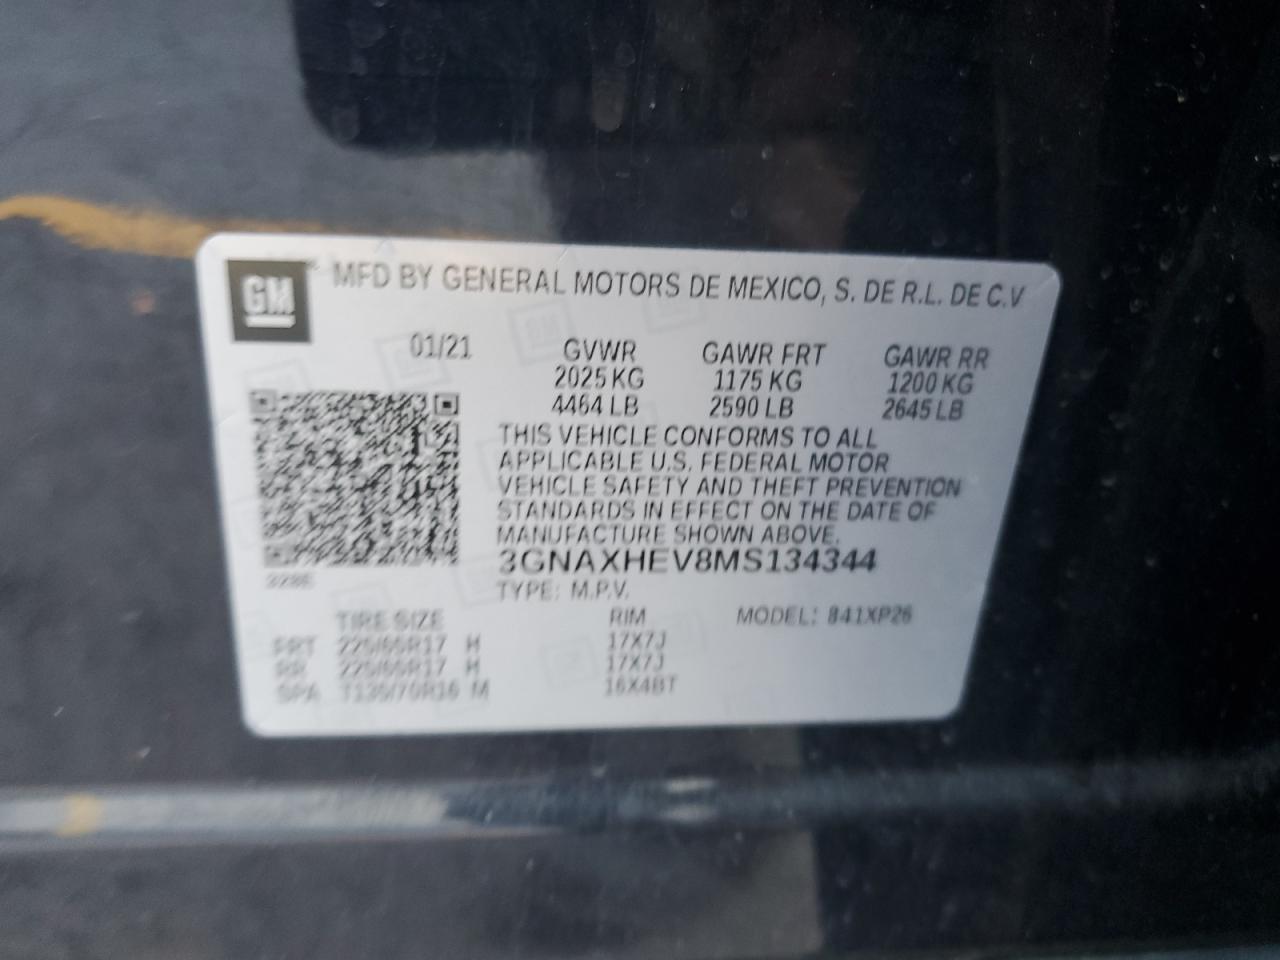 GM MFD BY GENERAL MOTORS DE MEXICO, S. DE R.L. DE C.V
01/21 GVWR GAWR FRT GAWR RR
2025 KG 1175 KG 1200 KG
4464 LB 2590 LB 2645 LB
THIS VEHICLE CONFORMS TO ALL
APPLICABLE U.S. FEDERAL MOTOR
VEHICLE SAFETY AND THEFT PREVENTION
STANDARDS IN EFFECT ON THE DATE OF
MANUFACTURE SHOWN ABOVE.
3GNAXHEV8MS134344
TYPE: M.P.V.
TIRE SIZE RIM MODEL: 841XP26
FRT 225/65R17 H 17X7J
RR 225/65R17 H 17X7J
SPA T135/70R16 M 16X4BT